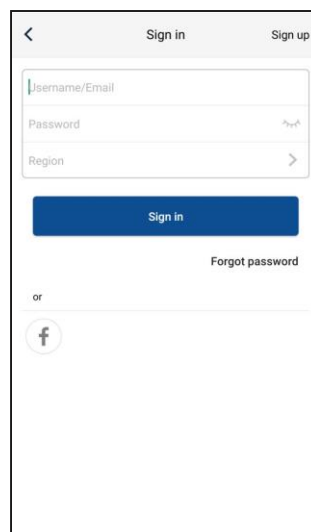 Sign in Sign up
Username/Email
Password
Region
Sign in
Forgot password
or
f